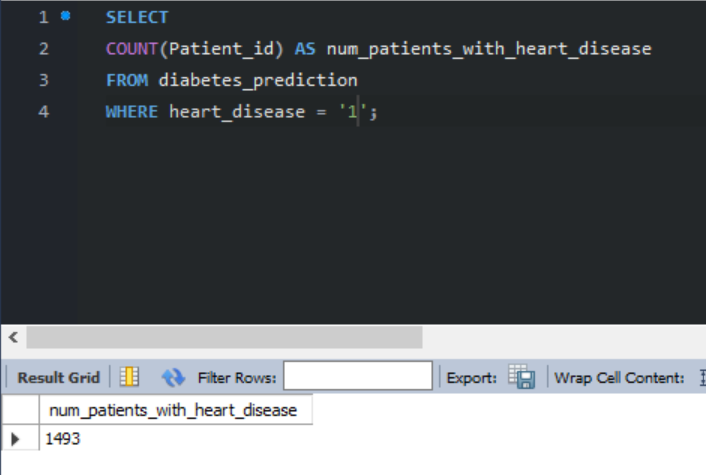 1 SELECT
2 COUNT(Patient_id) AS num_patients_with_heart_disease
3 FROM diabetes_prediction
4 WHERE heart_disease = '1';
Result Grid Filter Rows: Export: Wrap Cell Content:
num_patients_with_heart_disease
1493